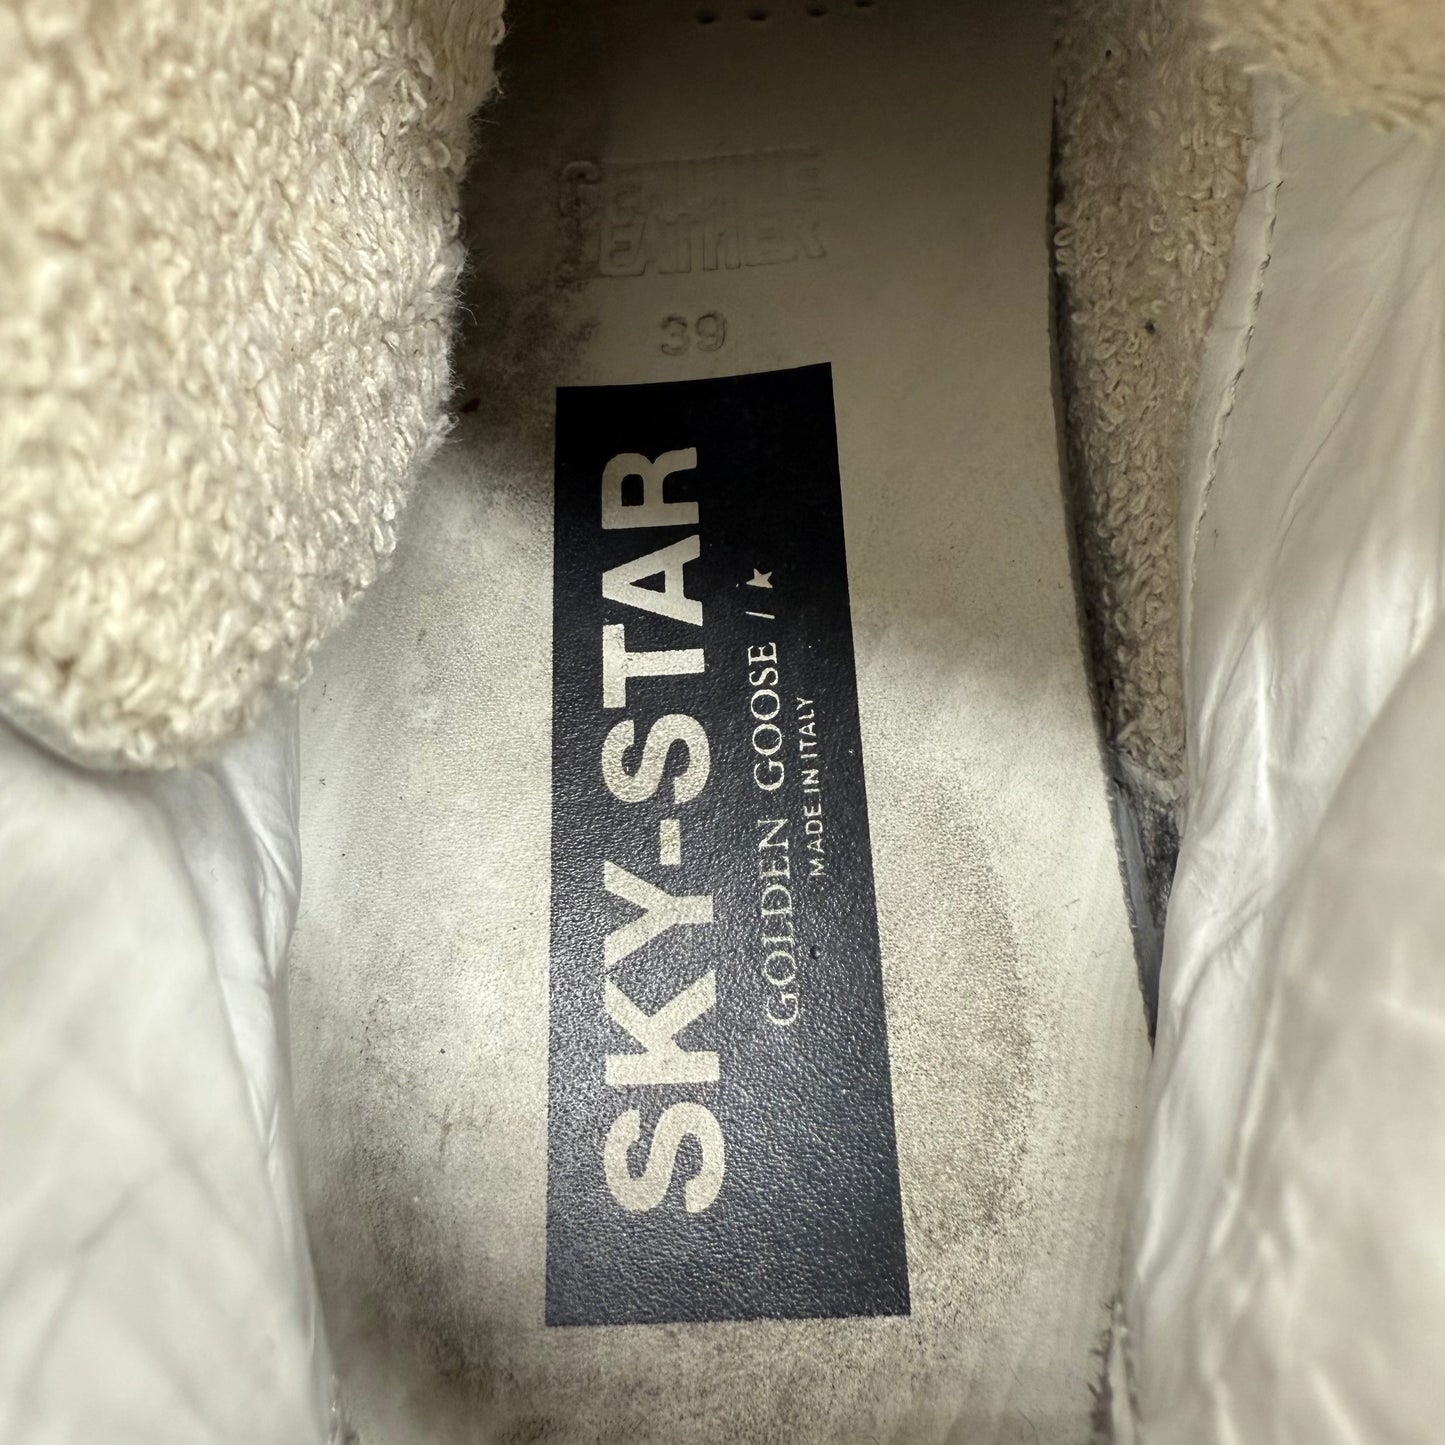 GENUINE
LEATHER
39
SKY-STAR
GOLDEN GOOSE / ★
MADE IN ITALY